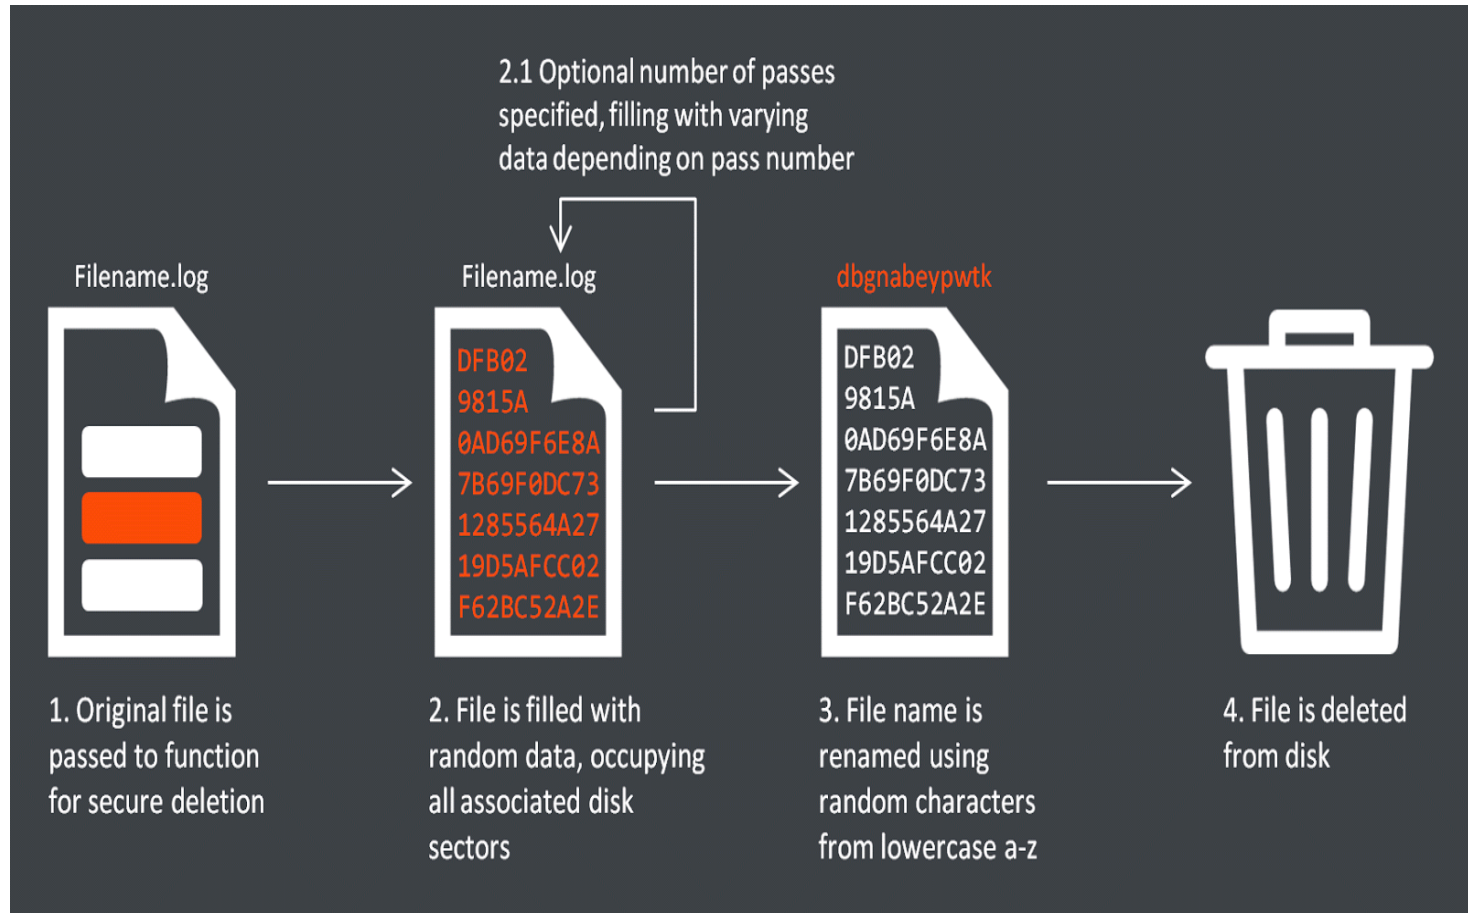 2.1 Optional number of passes
specified, filling with varying
data depending on pass number
Filename.log
DFB02
9815A
0AD69F6E8A
7B69F0DC73
1285564A27
19D5AFCC02
F62BC52A2E
Filename.log
dbgnabeypwtk
DFB02
9815A
0AD69F6E8A
7B69F0DC73
1285564A27
19D5AFCC02
F62BC52A2E
1. Original file is
passed to function
for secure deletion
2. File is filled with
random data, occupying
all associated disk
sectors
3. File name is
renamed using
random characters
from lowercase a-z
4. File is deleted
from disk